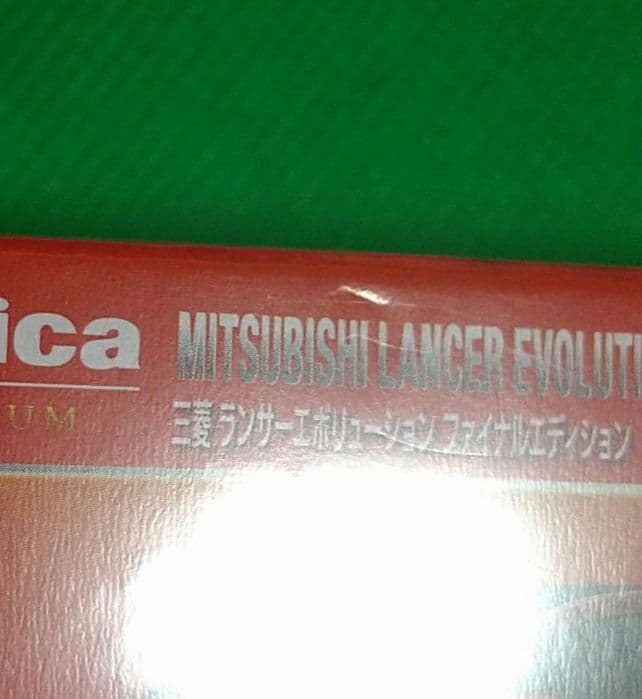 ica
MITSUBISHI LANCER EVOLUTI
UM
三菱 ランサーエボリューション ファイナルエディション